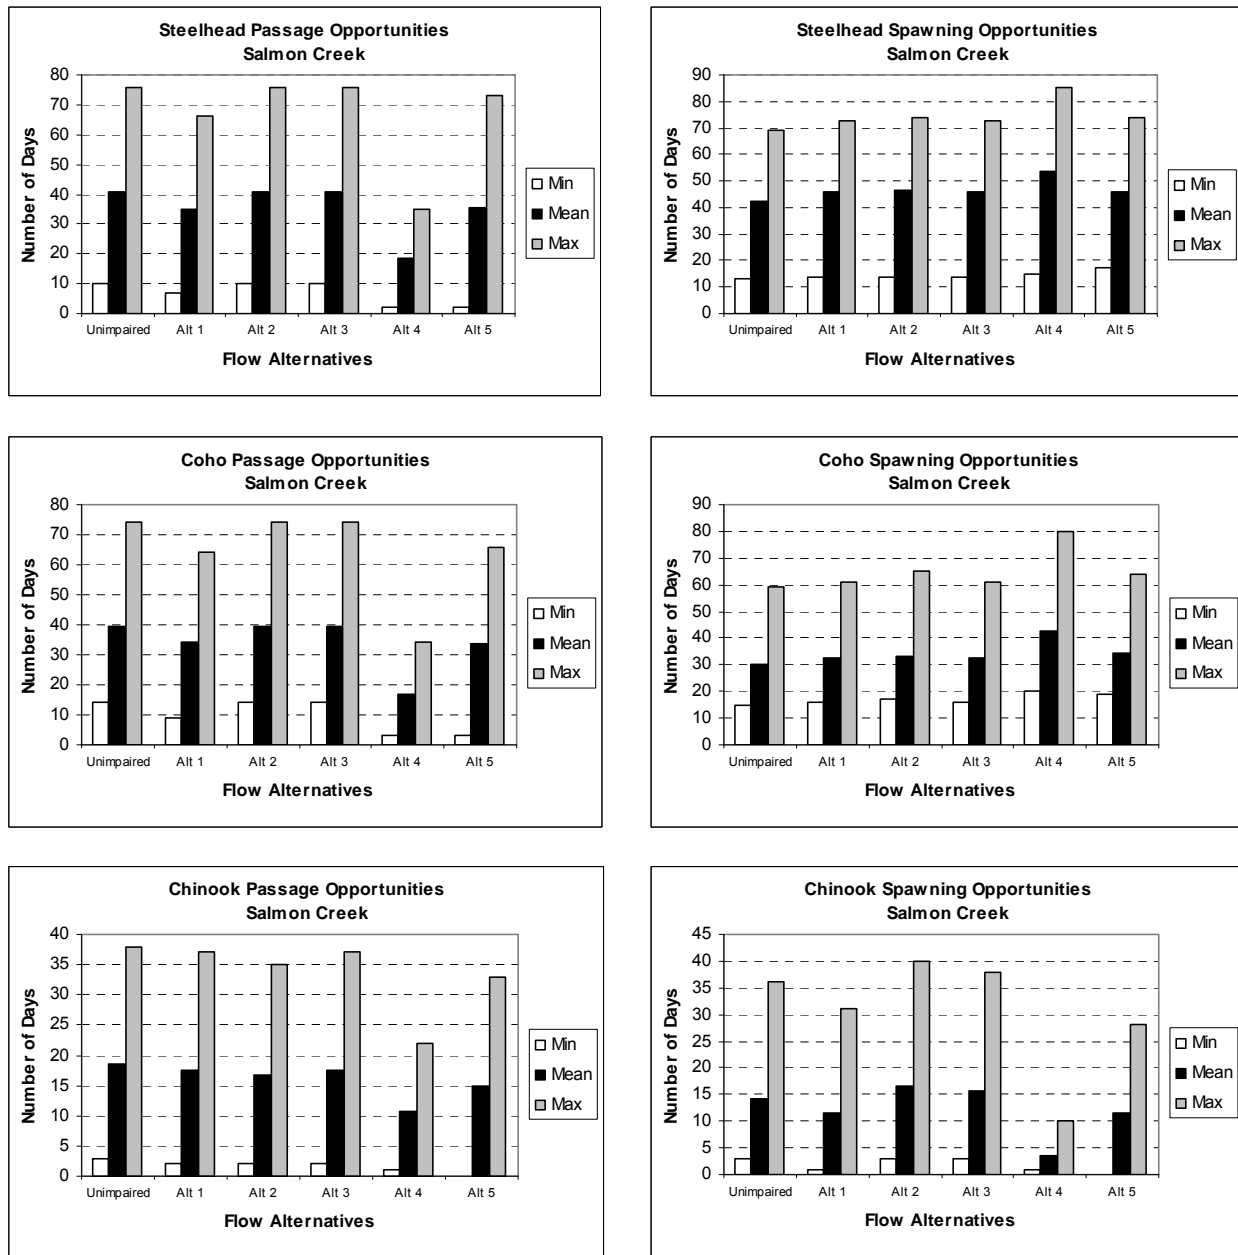 Steelhead Passage Opportunities
Salmon Creek
80
70
60
50
40
30
20
10
0
Number of Days
Unimpaired Alt 1 Alt 2 Alt 3 Alt 4 Alt 5
Flow Alternatives
Min
Mean
Max
Steelhead Spawning Opportunities
Salmon Creek
90
80
70
60
50
40
30
20
10
0
Number of Days
Unimpaired Alt 1 Alt 2 Alt 3 Alt 4 Alt 5
Flow Alternatives
Min
Mean
Max
Coho Passage Opportunities
Salmon Creek
80
70
60
50
40
30
20
10
0
Number of Days
Unimpaired Alt 1 Alt 2 Alt 3 Alt 4 Alt 5
Flow Alternatives
Min
Mean
Max
Coho Spawning Opportunities
Salmon Creek
90
80
70
60
50
40
30
20
10
0
Number of Days
Unimpaired Alt 1 Alt 2 Alt 3 Alt 4 Alt 5
Flow Alternatives
Min
Mean
Max
Chinook Passage Opportunities
Salmon Creek
40
35
30
25
20
15
10
5
0
Number of Days
Unimpaired Alt 1 Alt 2 Alt 3 Alt 4 Alt 5
Flow Alternatives
Min
Mean
Max
Chinook Spawning Opportunities
Salmon Creek
45
40
35
30
25
20
15
10
5
0
Number of Days
Unimpaired Alt 1 Alt 2 Alt 3 Alt 4 Alt 5
Flow Alternatives
Min
Mean
Max